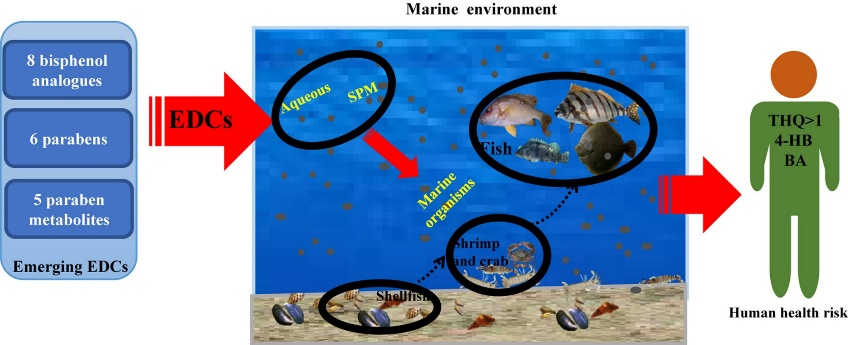 Marine environment
8 bisphenol
analogues
6 parabens
5 paraben
metabolites
Emerging EDCs
EDCs
Aqueous
SPM
Marine
organisms
Fish
Shrimp
and crab
Shellfish
THQ>1
4-HB
BA
Human health risk